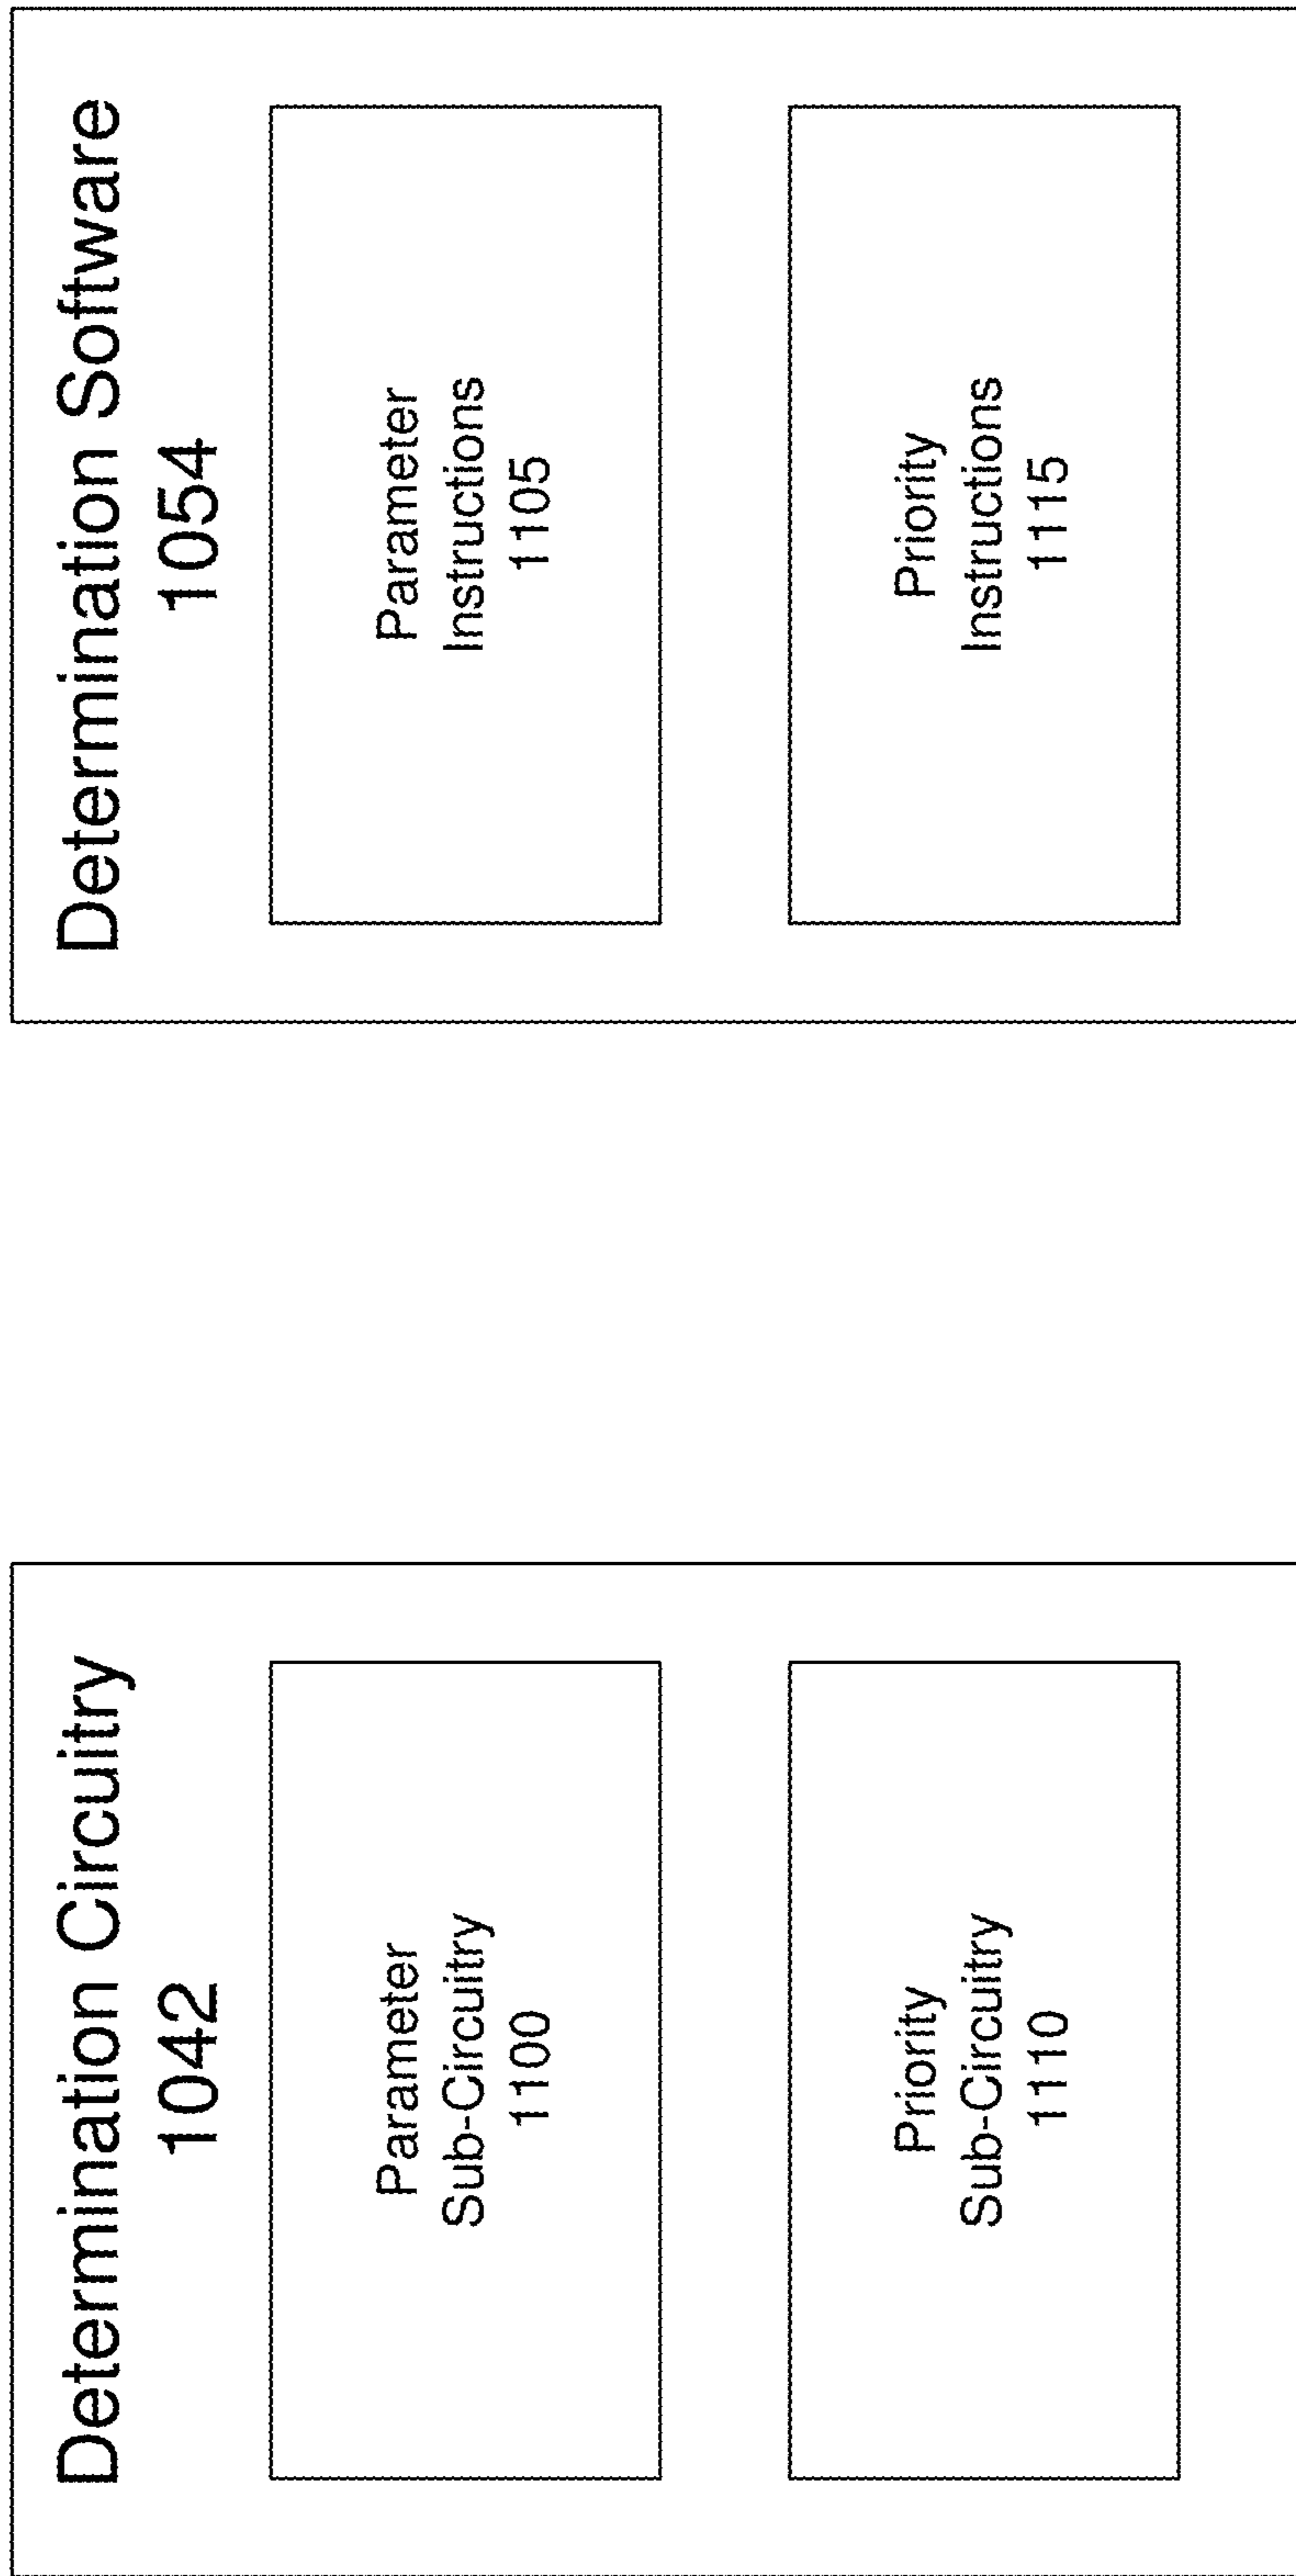 Determination Circuitry
1042
Parameter
Sub-Circuitry
1100
Priority
Sub-Circuitry
1110
Determination Software
1054
Parameter
Instructions
1105
Priority
Instructions
1115